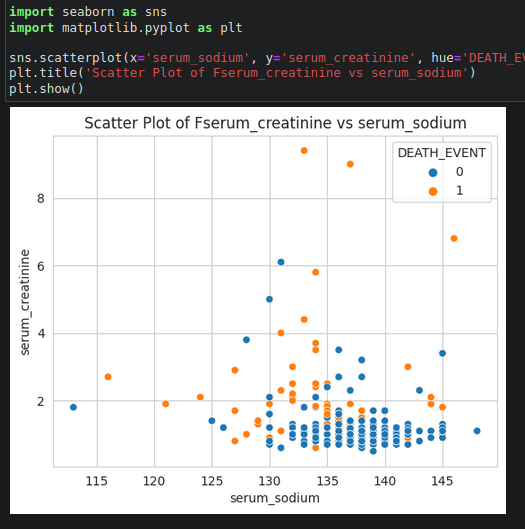 import seaborn as sns
import matplotlib.pyplot as plt
sns.scatterplot(x='serum_sodium', y='serum_creatinine', hue='DEATH_EV
plt.title('Scatter Plot of Fserum_creatinine vs serum_sodium')
plt.show()
Scatter Plot of Fserum_creatinine vs serum_sodium
DEATH_EVENT
0
1
8
6
4
2
serum_creatinine
115 120 125 130 135 140 145
serum_sodium